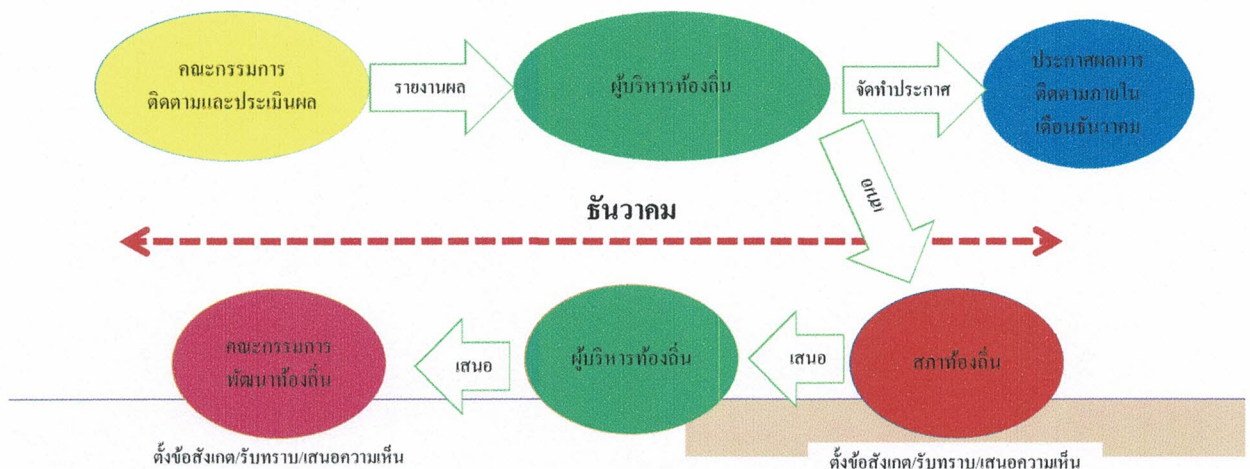 คณะกรรมการ
ติดตามและประเมินผล
รายงานผล
ผู้บริหารท้องถิ่น
จัดทำประกาศ
ประกาศผลการ
ติดตามภายใน
เดือนธันวาคม
เสนอ
ธันวาคม
คณะกรรมการ
พัฒนาท้องถิ่น
เสนอ
ผู้บริหารท้องถิ่น
เสนอ
สภาท้องถิ่น
ตั้งข้อสังเกต/รับทราบ/เสนอความเห็น
ตั้งข้อสังเกต/รับทราบ/เสนอความเห็น